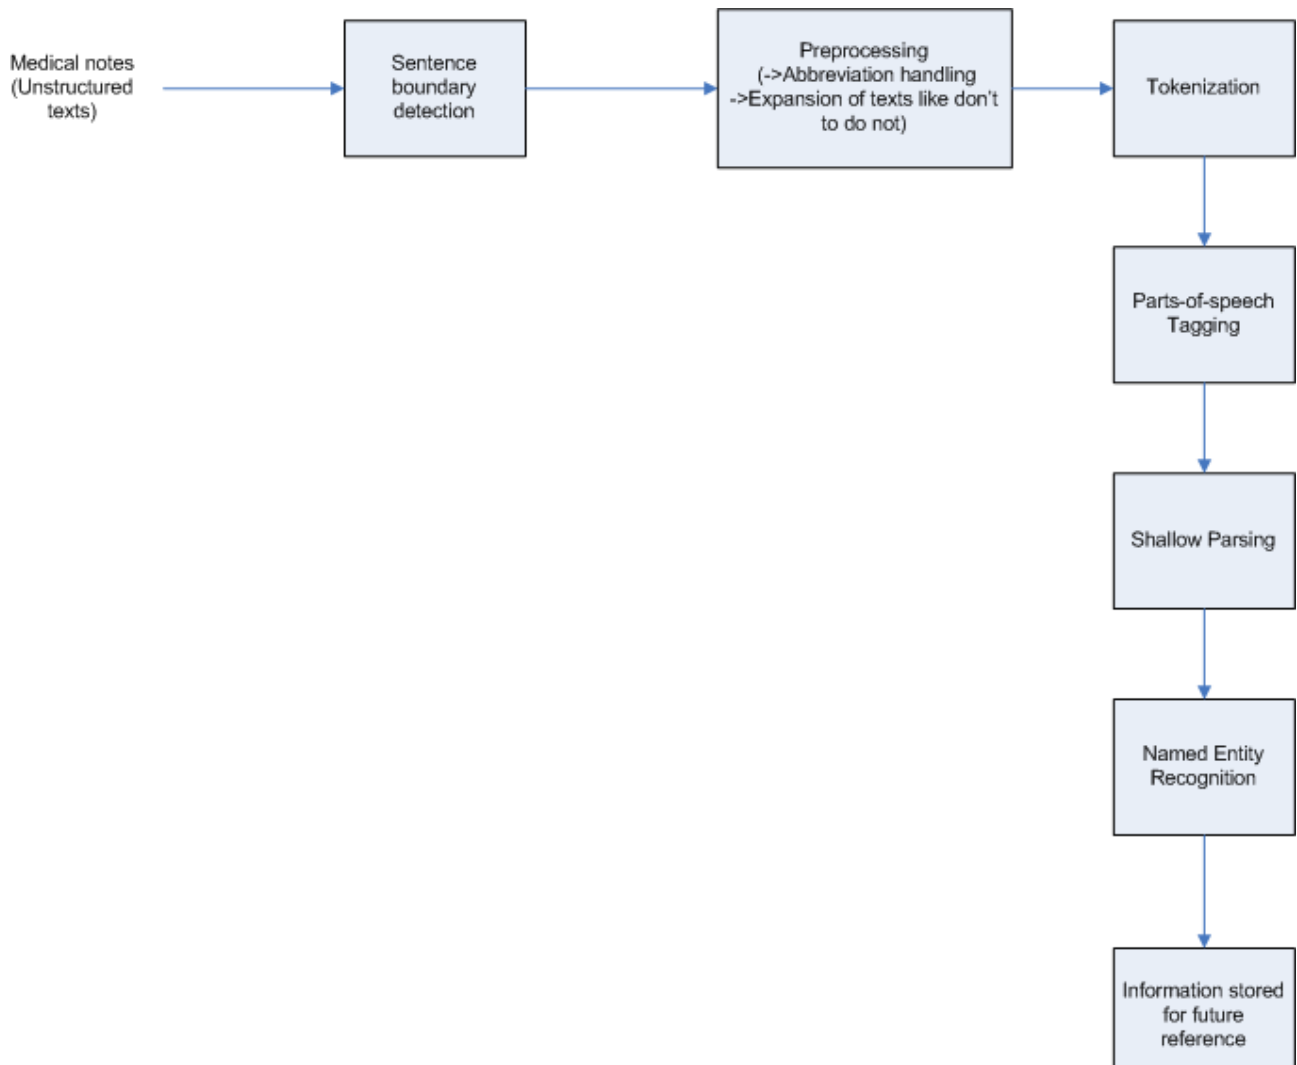 Medical notes
(Unstructured
texts)
Sentence
boundary
detection
Preprocessing
(->Abbreviation handling
->Expansion of texts like don't
to do not)
Tokenization
Parts-of-speech
Tagging
Shallow Parsing
Named Entity
Recognition
Information stored
for future
reference